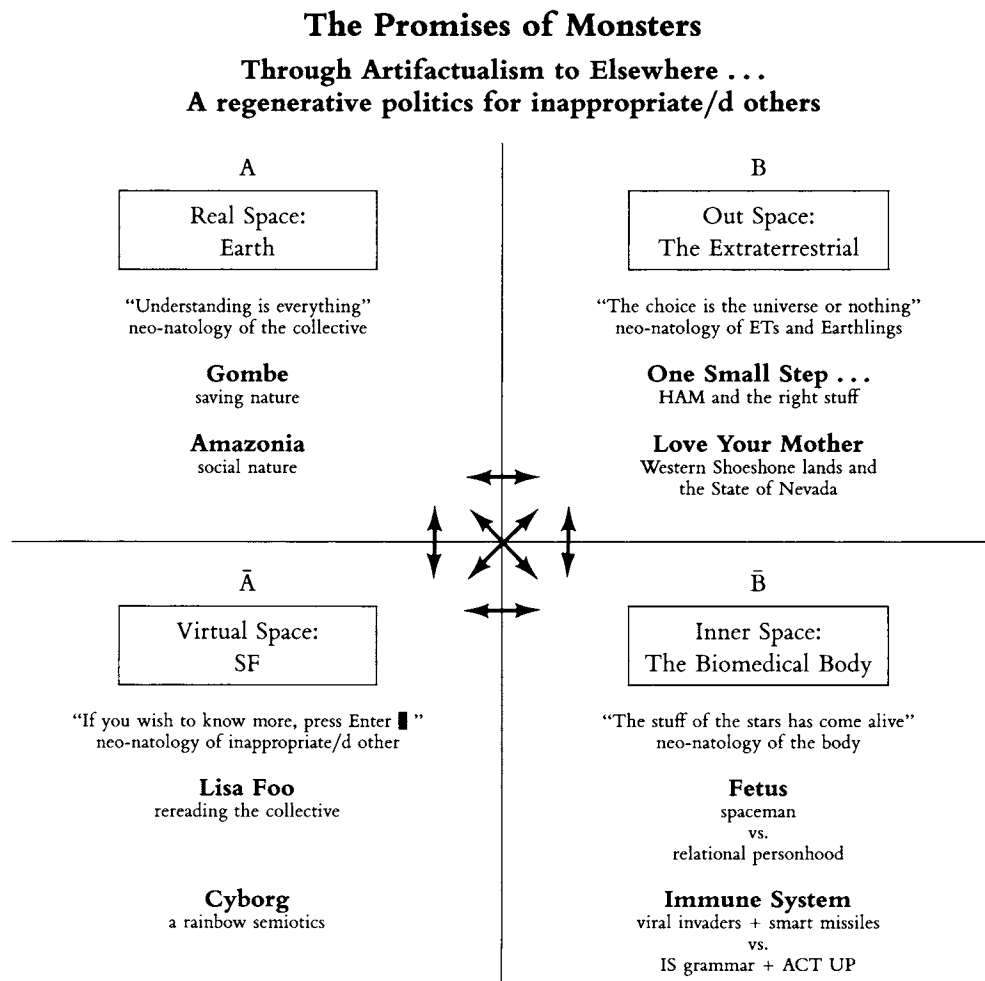 The Promises of Monsters
Through Artifactualism to Elsewhere . . .
A regenerative politics for inappropriate/d others
A
Real Space:
Earth
“Understanding is everything”
neo-natology of the collective
Gombe
saving nature
Amazonia
social nature
B
Out Space:
The Extraterrestrial
“The choice is the universe or nothing”
neo-natology of ETs and Earthlings
One Small Step . . .
HAM and the right stuff
Love Your Mother
Western Shoeshone lands and
the State of Nevada
Ā
Virtual Space:
SF
“If you wish to know more, press Enter ▮ ”
neo-natology of inappropriate/d other
Lisa Foo
rereading the collective
Cyborg
a rainbow semiotics
B̄
Inner Space:
The Biomedical Body
“The stuff of the stars has come alive”
neo-natology of the body
Fetus
spaceman
vs.
relational personhood
Immune System
viral invaders + smart missiles
vs.
IS grammar + ACT UP